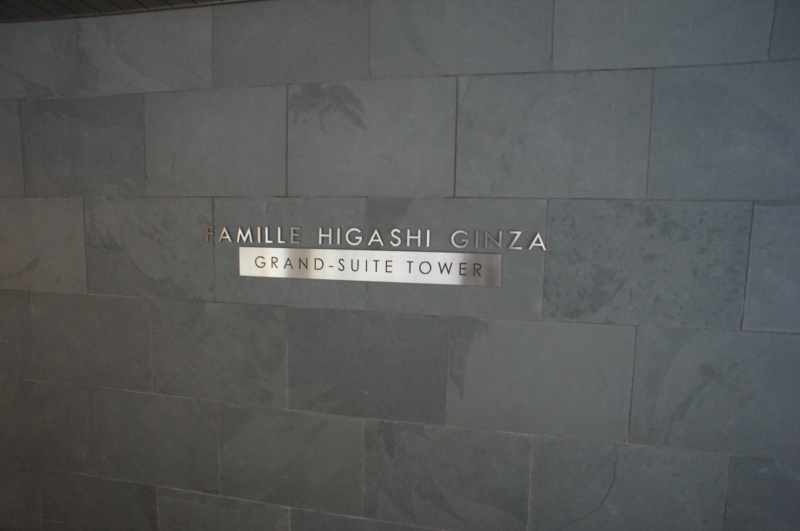 FAMILLE HIGASHI GINZA
GRAND-SUITE TOWER